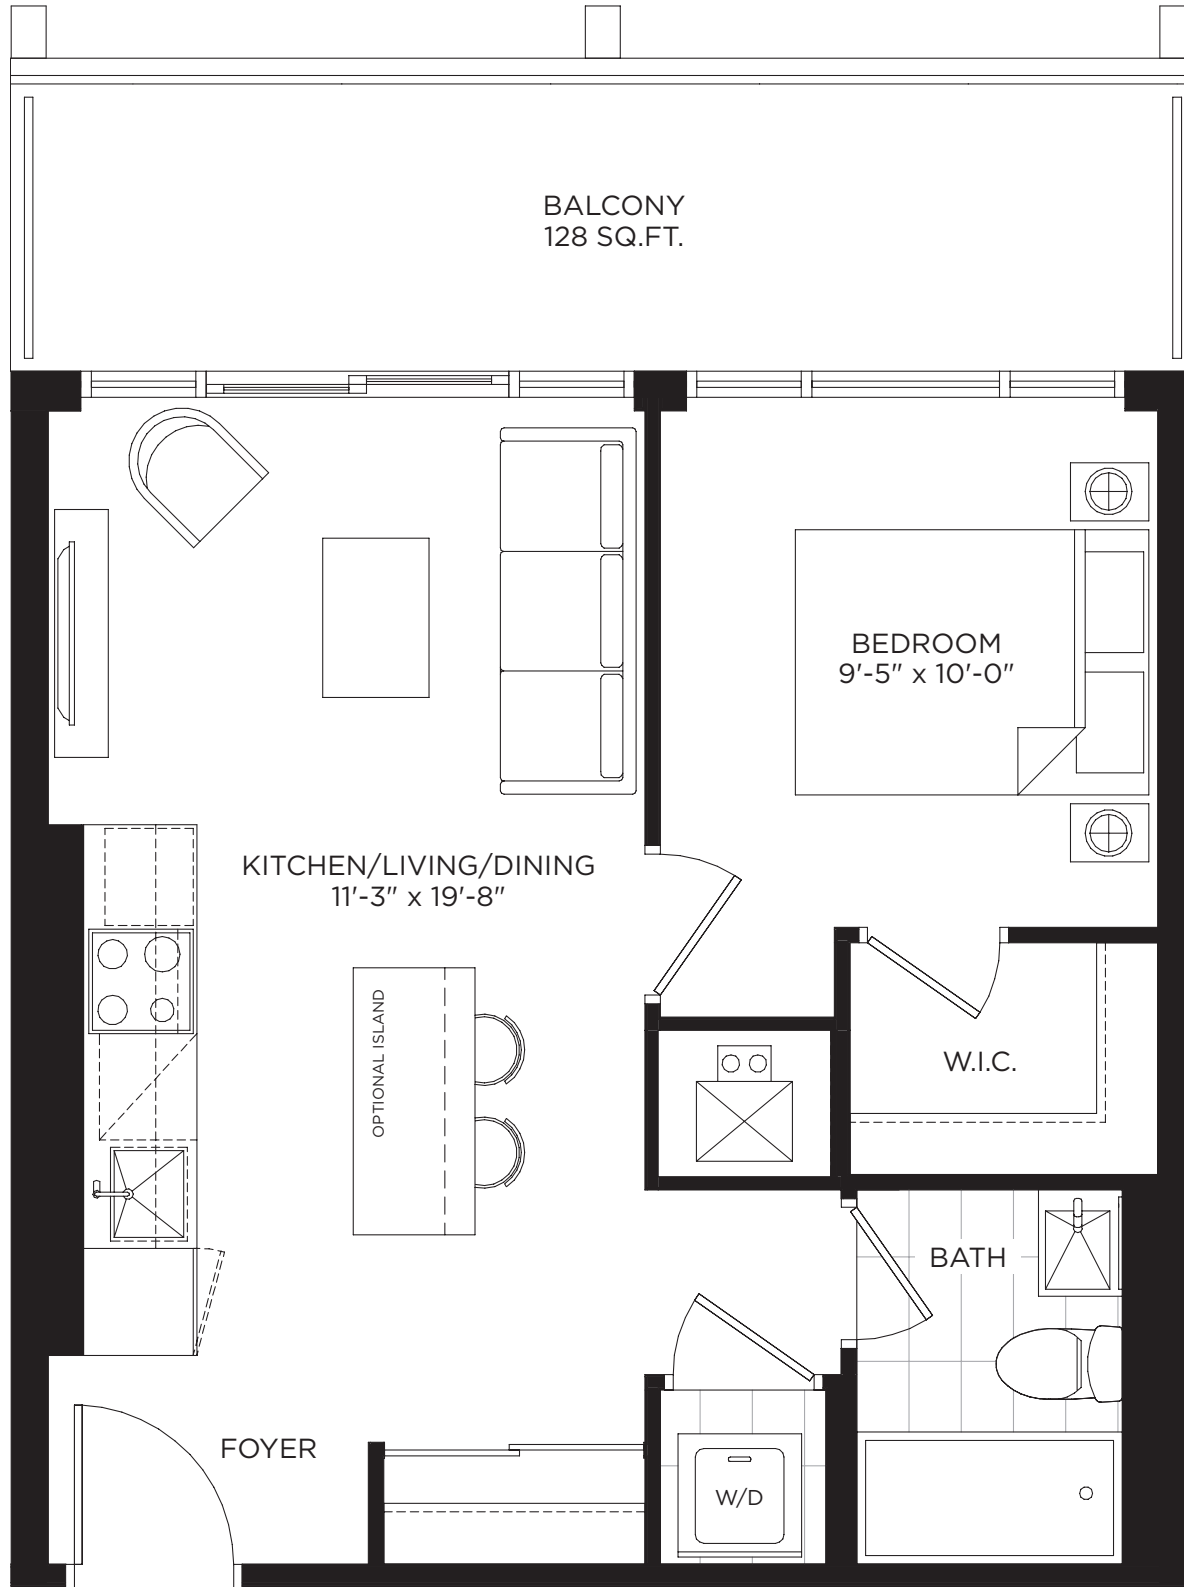 BALCONY
128 SQ.FT.
BEDROOM
9'-5" x 10'-0"
KITCHEN/LIVING/DINING
11'-3" x 19'-8"
OPTIONAL ISLAND
W.I.C.
BATH
FOYER
W/D